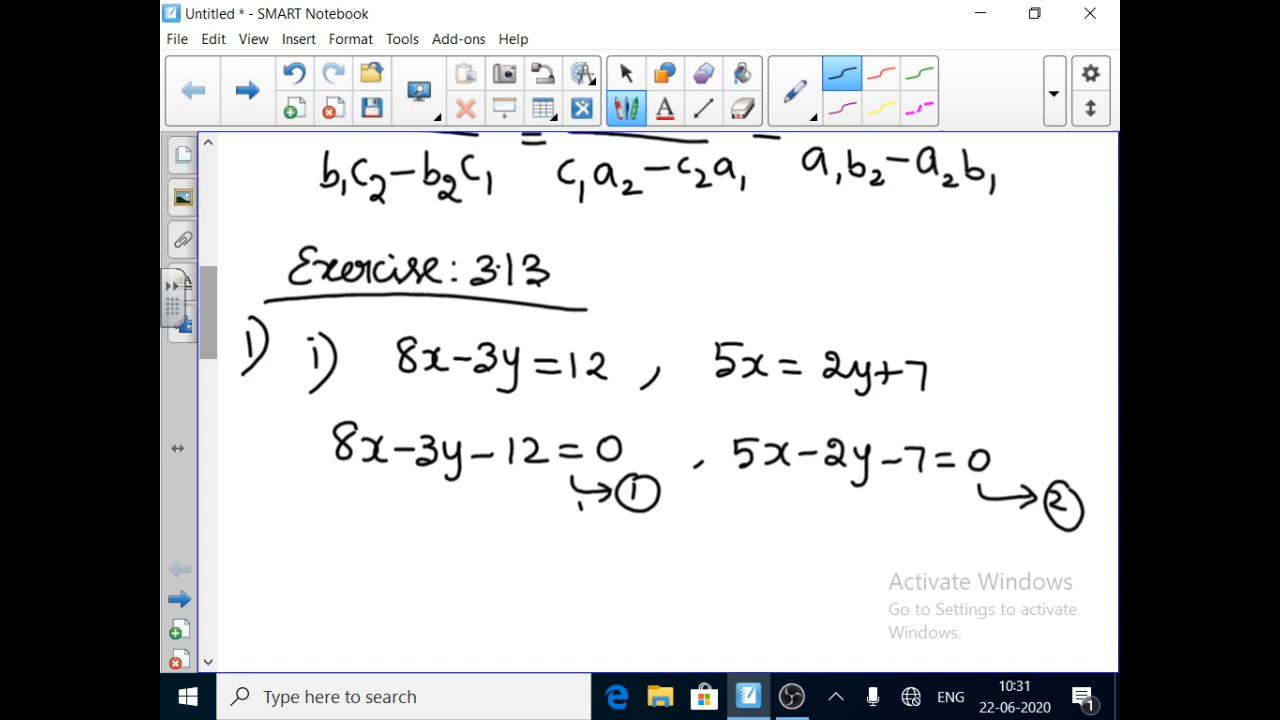 Untitled * - SMART Notebook
File Edit View Insert Format Tools Add-ons Help
b₁c₂-b₂c₁ = c₁a₂-c₂a₁ = a₁b₂-a₂b₁
Exercise: 3.13
1) i) 8x-3y=12, 5x=2y+7
8x-3y-12=0, 5x-2y-7=0
→① →②
Activate Windows
Go to Settings to activate
Windows.
Type here to search
ENG
10:31
22-06-2020
1